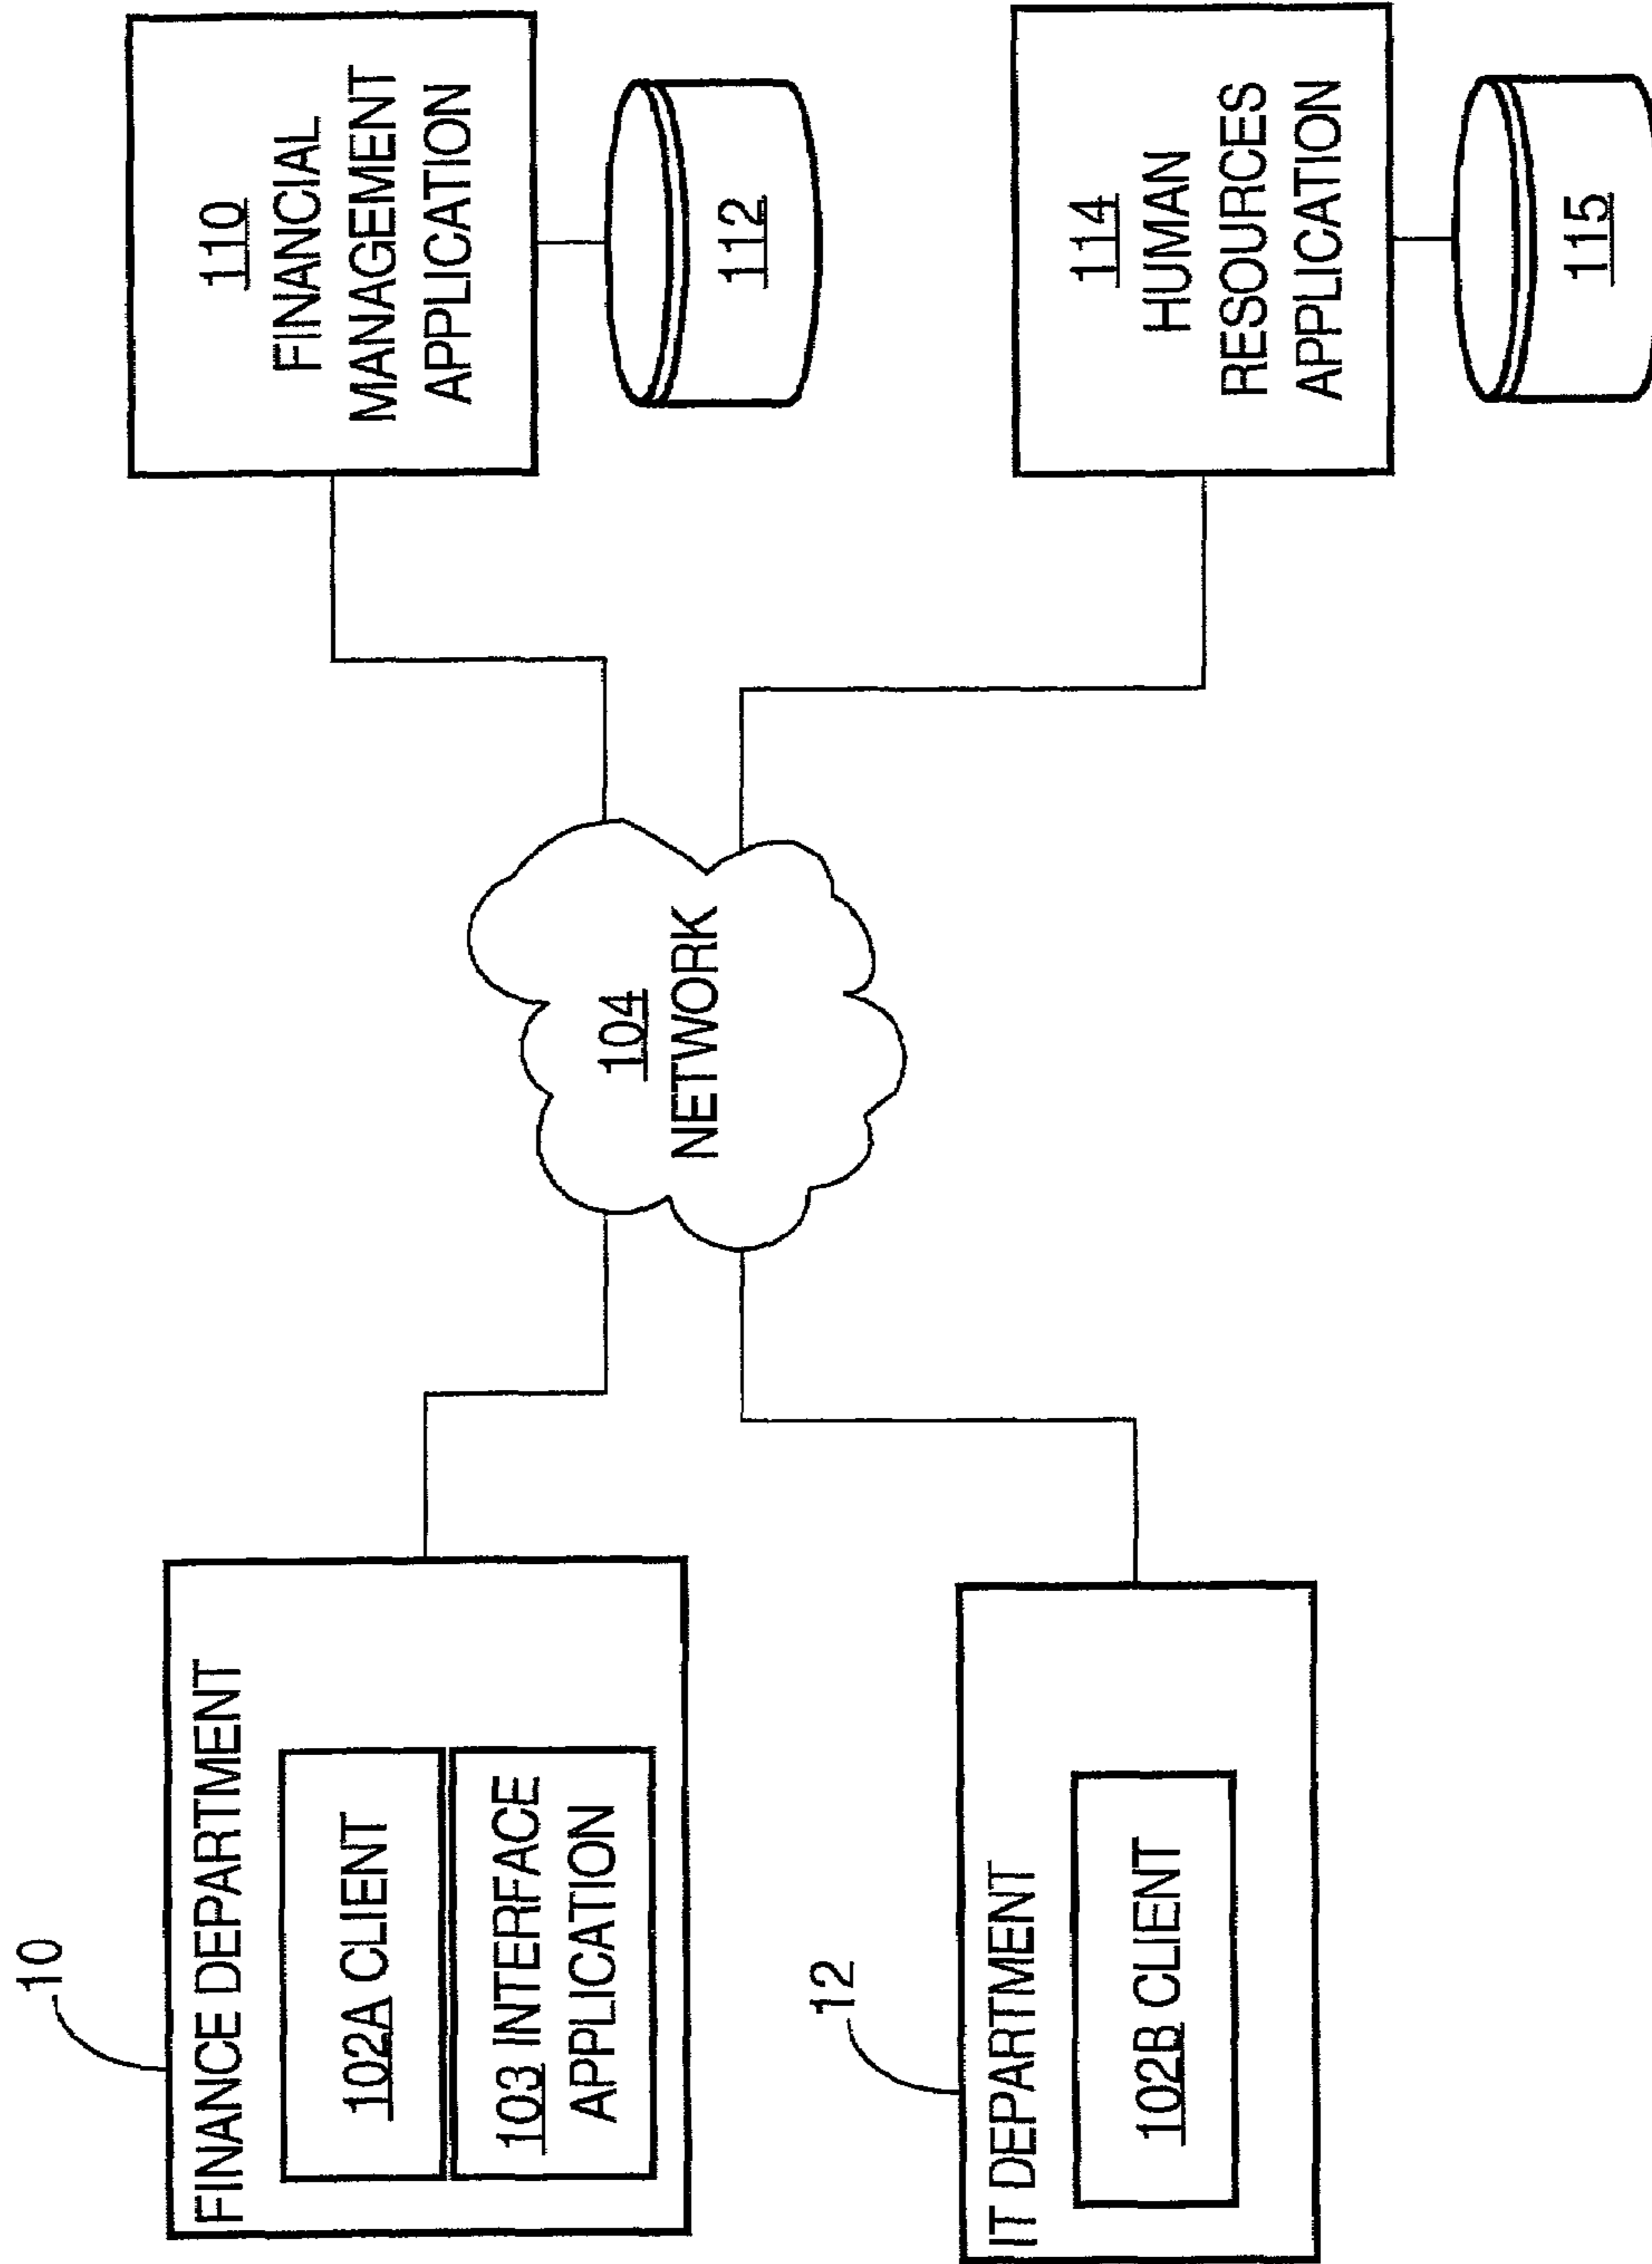 10
FINANCE DEPARTMENT
102A CLIENT
103 INTERFACE
APPLICATION
12
IT DEPARTMENT
102B CLIENT
104
NETWORK
110
FINANCIAL
MANAGEMENT
APPLICATION
112
114
HUMAN
RESOURCES
APPLICATION
115